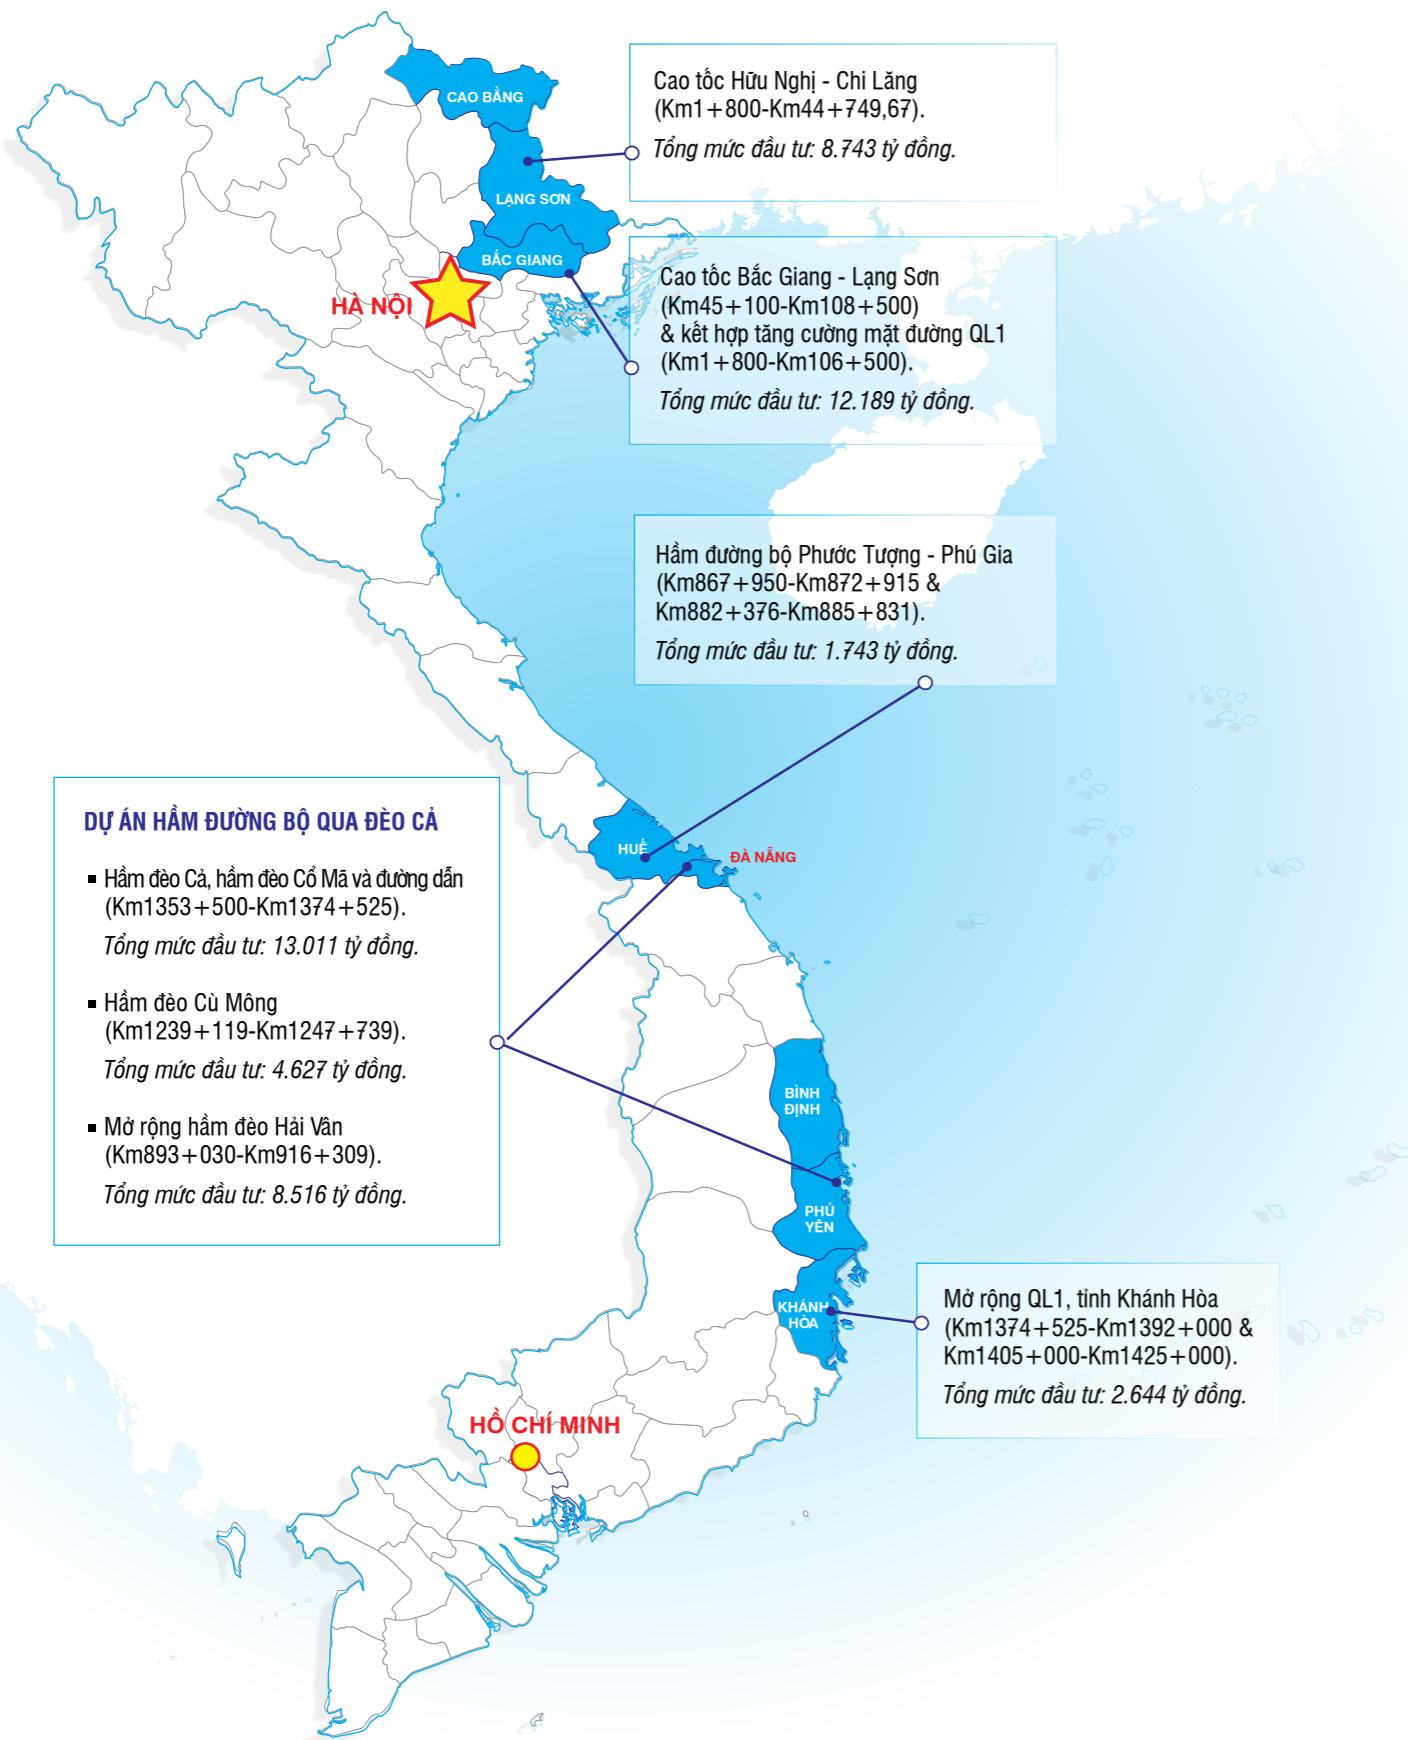 CAO BẰNG
LẠNG SƠN
BẮC GIANG
HÀ NỘI
Cao tốc Hữu Nghị - Chi Lăng
(Km1+800-Km44+749,67).
Tổng mức đầu tư: 8.743 tỷ đồng.
Cao tốc Bắc Giang - Lạng Sơn
(Km45+100-Km108+500)
& kết hợp tăng cường mặt đường QL1
(Km1+800-Km106+500).
Tổng mức đầu tư: 12.189 tỷ đồng.
Hầm đường bộ Phước Tượng - Phú Gia
(Km867+950-Km872+915 &
Km882+376-Km885+831).
Tổng mức đầu tư: 1.743 tỷ đồng.
HUẾ
ĐÀ NẴNG
DỰ ÁN HẦM ĐƯỜNG BỘ QUA ĐÈO CẢ
▪ Hầm đèo Cả, hầm đèo Cổ Mã và đường dẫn
(Km1353+500-Km1374+525).
Tổng mức đầu tư: 13.011 tỷ đồng.
▪ Hầm đèo Cù Mông
(Km1239+119-Km1247+739).
Tổng mức đầu tư: 4.627 tỷ đồng.
▪ Mở rộng hầm đèo Hải Vân
(Km893+030-Km916+309).
Tổng mức đầu tư: 8.516 tỷ đồng.
BÌNH
ĐỊNH
PHÚ
YÊN
KHÁNH
HÒA
Mở rộng QL1, tỉnh Khánh Hòa
(Km1374+525-Km1392+000 &
Km1405+000-Km1425+000).
Tổng mức đầu tư: 2.644 tỷ đồng.
HỒ CHÍ MINH